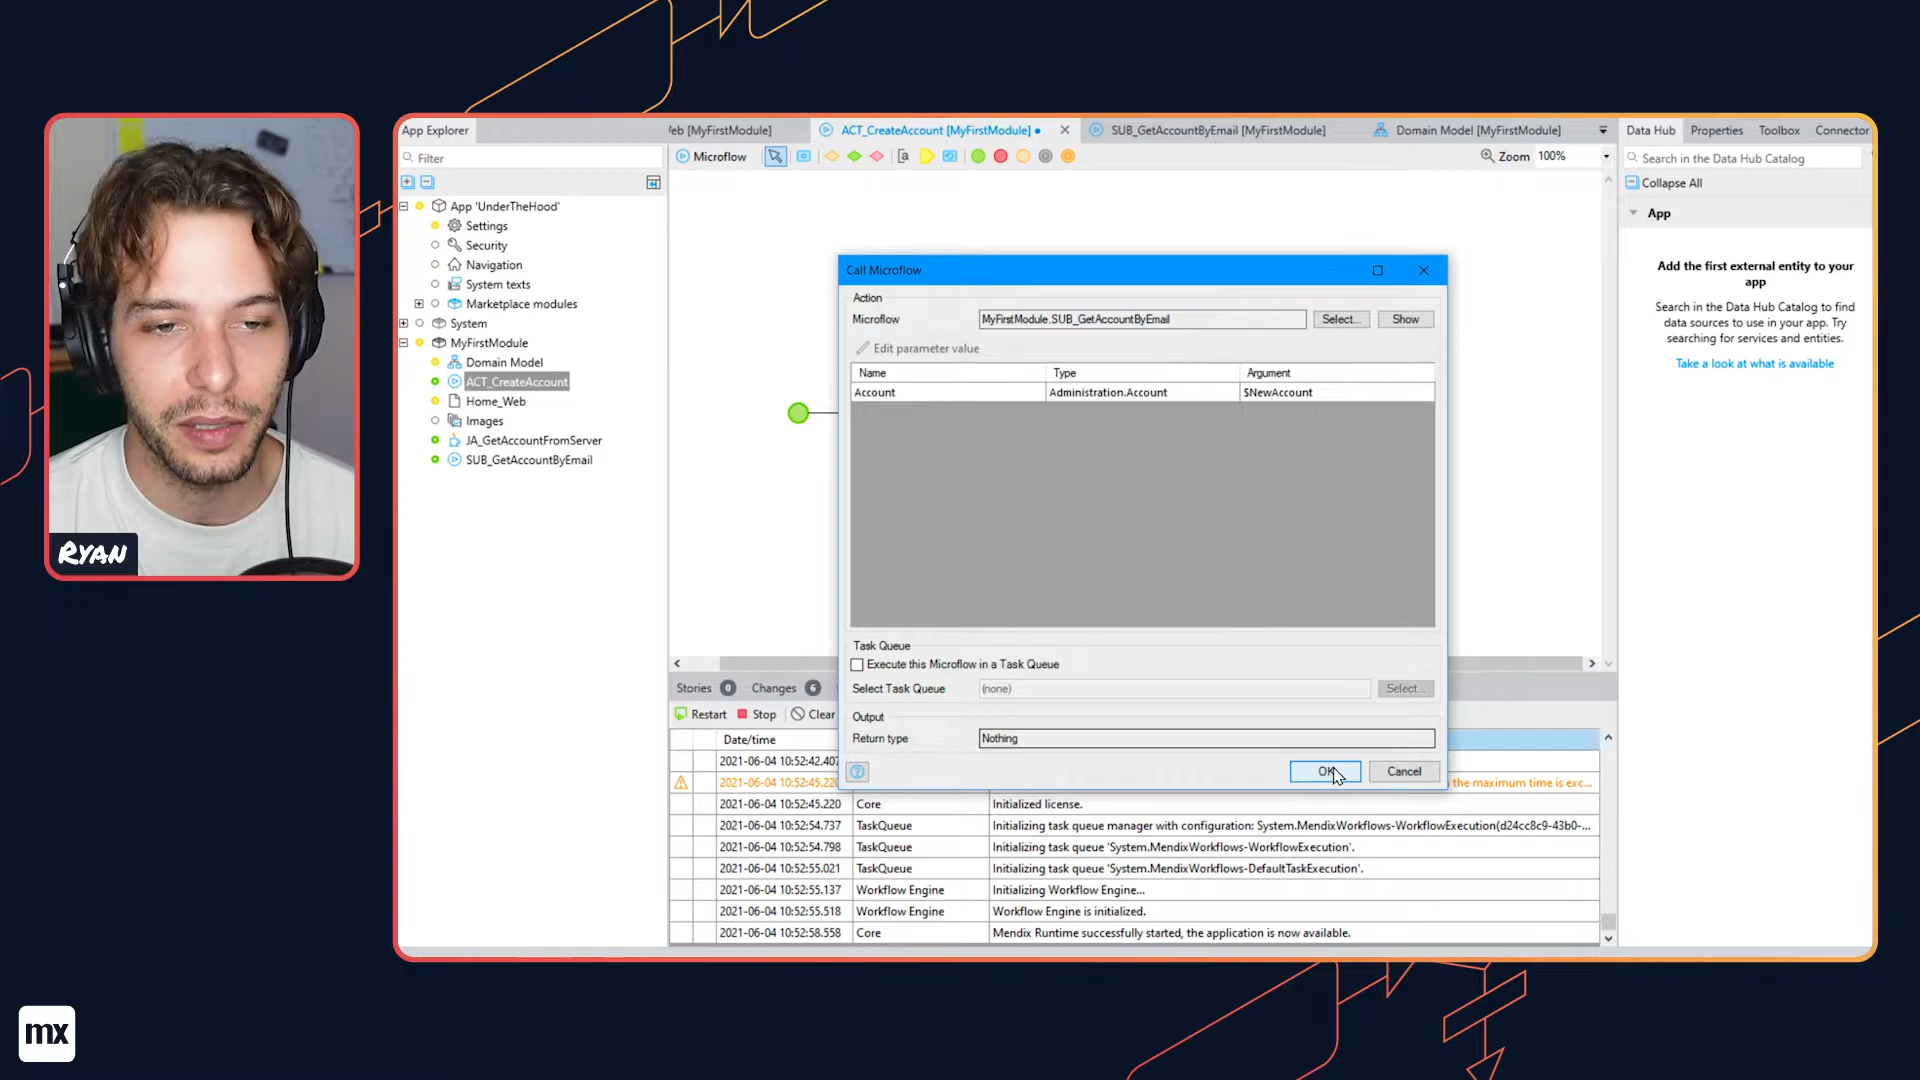 App Explorer
/eb [MyFirstModule]
ACT_CreateAccount [MyFirstModule]
SUB_GetAccountByEmail [MyFirstModule]
Domain Model [MyFirstModule]
Data Hub
Properties
Toolbox
Connector
Filter
Microflow
Zoom 100%
Search in the Data Hub Catalog
Collapse All
App 'UnderTheHood'
Settings
Security
Navigation
System texts
Marketplace modules
System
MyFirstModule
Domain Model
ACT_CreateAccount
Home_Web
Images
JA_GetAccountFromServer
SUB_GetAccountByEmail
App
Add the first external entity to your
app
Search in the Data Hub Catalog to find
data sources to use in your app. Try
searching for services and entities.
Take a look at what is available
Call Microflow
Action
Microflow
MyFirstModule.SUB_GetAccountByEmail
Select...
Show
Edit parameter value
Name Type Argument
Account Administration.Account $NewAccount
Task Queue
Execute this Microflow in a Task Queue
Select Task Queue (none) Select...
Output
Return type Nothing
OK
Cancel
Stories 0 Changes 6
Restart Stop Clear
Date/time
2021-06-04 10:52:42.407
2021-06-04 10:52:45.220 the maximum time is exc...
2021-06-04 10:52:45.220 Core Initialized license.
2021-06-04 10:52:54.737 TaskQueue Initializing task queue manager with configuration: System.MendixWorkflows-WorkflowExecution(d24cc8c9-43b0-...
2021-06-04 10:52:54.798 TaskQueue Initializing task queue 'System.MendixWorkflows-WorkflowExecution'.
2021-06-04 10:52:55.021 TaskQueue Initializing task queue 'System.MendixWorkflows-DefaultTaskExecution'.
2021-06-04 10:52:55.137 Workflow Engine Initializing Workflow Engine...
2021-06-04 10:52:55.518 Workflow Engine Workflow Engine is initialized.
2021-06-04 10:52:58.558 Core Mendix Runtime successfully started, the application is now available.
RYAN
mx